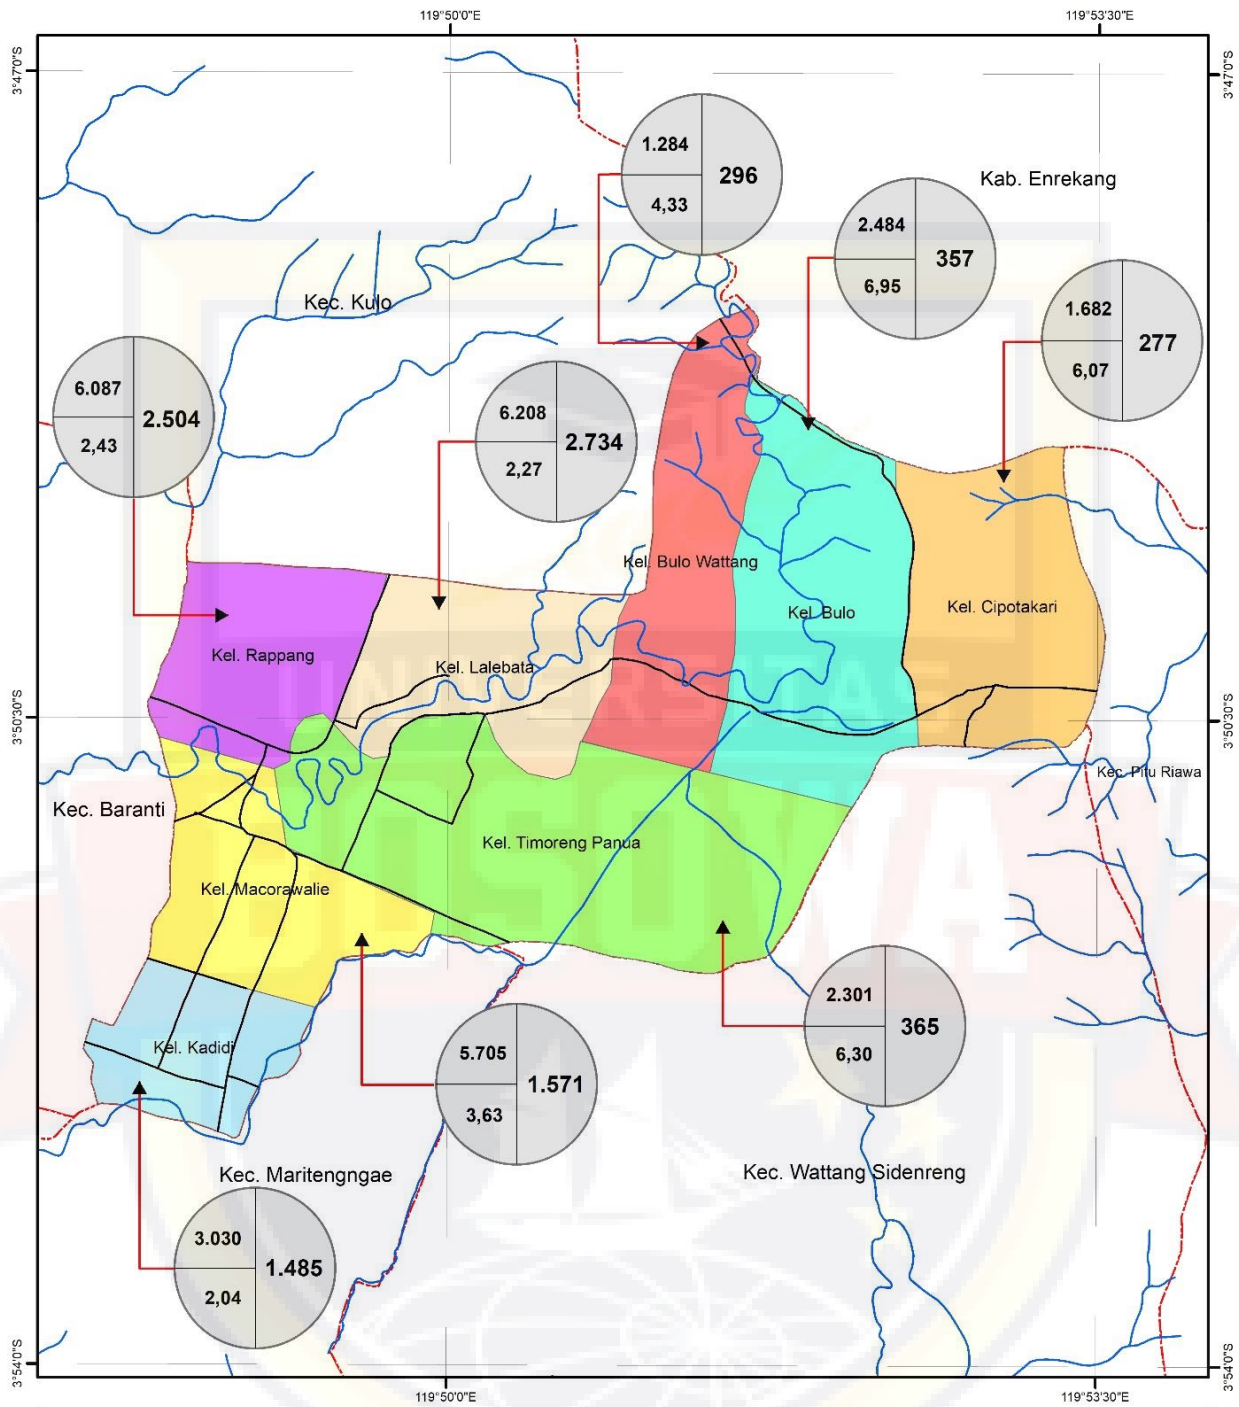 119°50'0"E
119°53'30"E
3°47'0"S
3°47'0"S
1.284
296
4,33
Kab. Enrekang
2.484
357
6,95
1.682
277
6,07
Kec. Kulo
6.087
2.504
2,43
6.208
2.734
2,27
Kel. Bulo Wattang
Kel. Bulo
Kel. Cipotakari
Kel. Rappang
Kel. Lalebata
UNIVERSITAS
3°50'30"S
3°50'30"S
Kec. Pitu Riawa
Kec. Baranti
BOSOWA
Kel. Timoreng Panua
Kel. Macorawalie
2.301
365
6,30
Kel. Kadidi
5.705
1.571
3,63
Kec. Maritengngae
Kec. Wattang Sidenreng
3.030
1.485
2,04
3°54'0"S
3°54'0"S
119°50'0"E
119°53'30"E